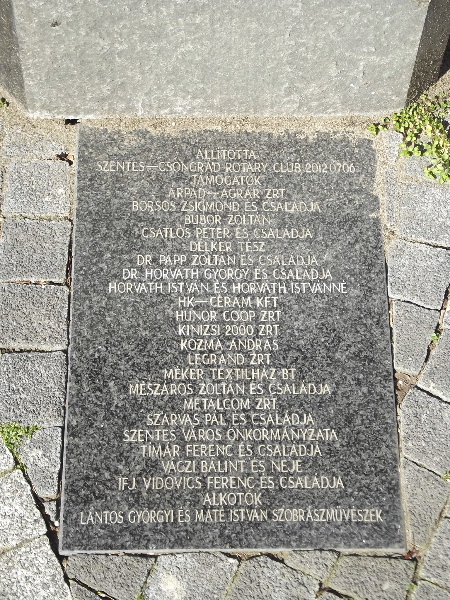 ÁLLÍTOTTA
SZENTES-CSONGRÁD ROTARY CLUB 2012.07.06
TÁMOGATÓK
ÁRPÁD-AGRÁR ZRT
BORSOS ZSIGMOND ÉS CSALÁDJA
BUBOR ZOLTÁN
CSATLÓS PÉTER ÉS CSALÁDJA
DÉLKER TÉSZ
DR. PAPP ZOLTÁN ÉS CSALÁDJA
DR. HORVÁTH GYÖRGY ÉS CSALÁDJA
HORVÁTH ISTVÁN ÉS HORVÁTH ISTVÁNNÉ
HK-CERAM KFT
HUNOR COOP ZRT
KINIZSI 2000 ZRT
KOZMA ANDRÁS
LEGRAND ZRT
MÉKER TEXTILHÁZ BT
MÉSZÁROS ZOLTÁN ÉS CSALÁDJA
METALCOM ZRT
SZARVAS PÁL ÉS CSALÁDJA
SZENTES VÁROS ÖNKORMÁNYZATA
TÍMÁR FERENC ÉS CSALÁDJA
VÁCZI BÁLINT ÉS NEJE
IFJ. VIDOVICS FERENC ÉS CSALÁDJA
ALKOTÓK
LANTOS GYÖRGYI ÉS MÁTÉ ISTVÁN SZOBRÁSZMŰVÉSZEK